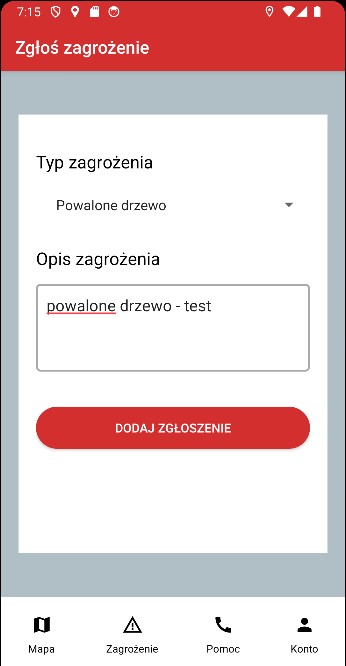 7:15
Zgłoś zagrożenie
Typ zagrożenia
Powalone drzewo
Opis zagrożenia
powalone drzewo - test
DODAJ ZGŁOSZENIE
Mapa Zagrożenie Pomoc Konto